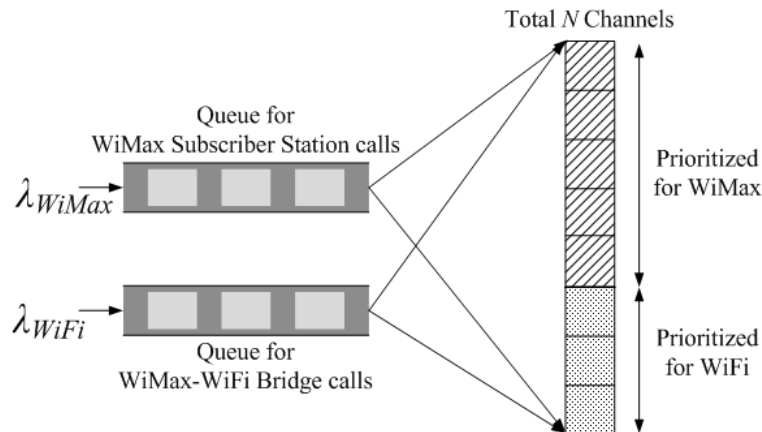 Total N Channels
Queue for
WiMax Subscriber Station calls
λWiMax
Prioritized
for WiMax
λWiFi
Queue for
WiMax-WiFi Bridge calls
Prioritized
for WiFi